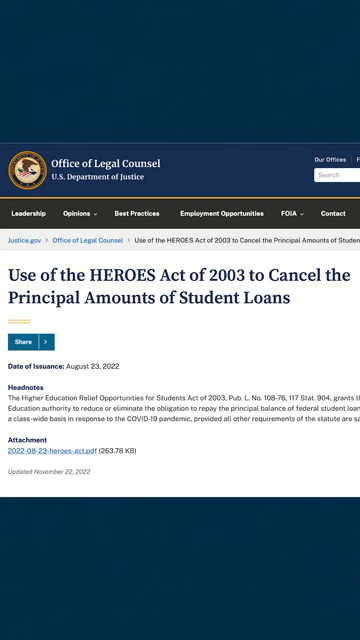 Our Offices
Office of Legal Counsel
U.S. Department of Justice
Search
Leadership Opinions Best Practices Employment Opportunities FOIA Contact
Justice.gov > Office of Legal Counsel > Use of the HEROES Act of 2003 to Cancel the Principal Amounts of Studen
Use of the HEROES Act of 2003 to Cancel the
Principal Amounts of Student Loans
Share
Date of Issuance: August 23, 2022
Headnotes
The Higher Education Relief Opportunities for Students Act of 2003, Pub. L. No. 108-76, 117 Stat. 904, grants th
Education authority to reduce or eliminate the obligation to repay the principal balance of federal student loan
a class-wide basis in response to the COVID-19 pandemic, provided all other requirements of the statute are sa
Attachment
2022-08-23-heroes-act.pdf (263.78 KB)
Updated November 22, 2022